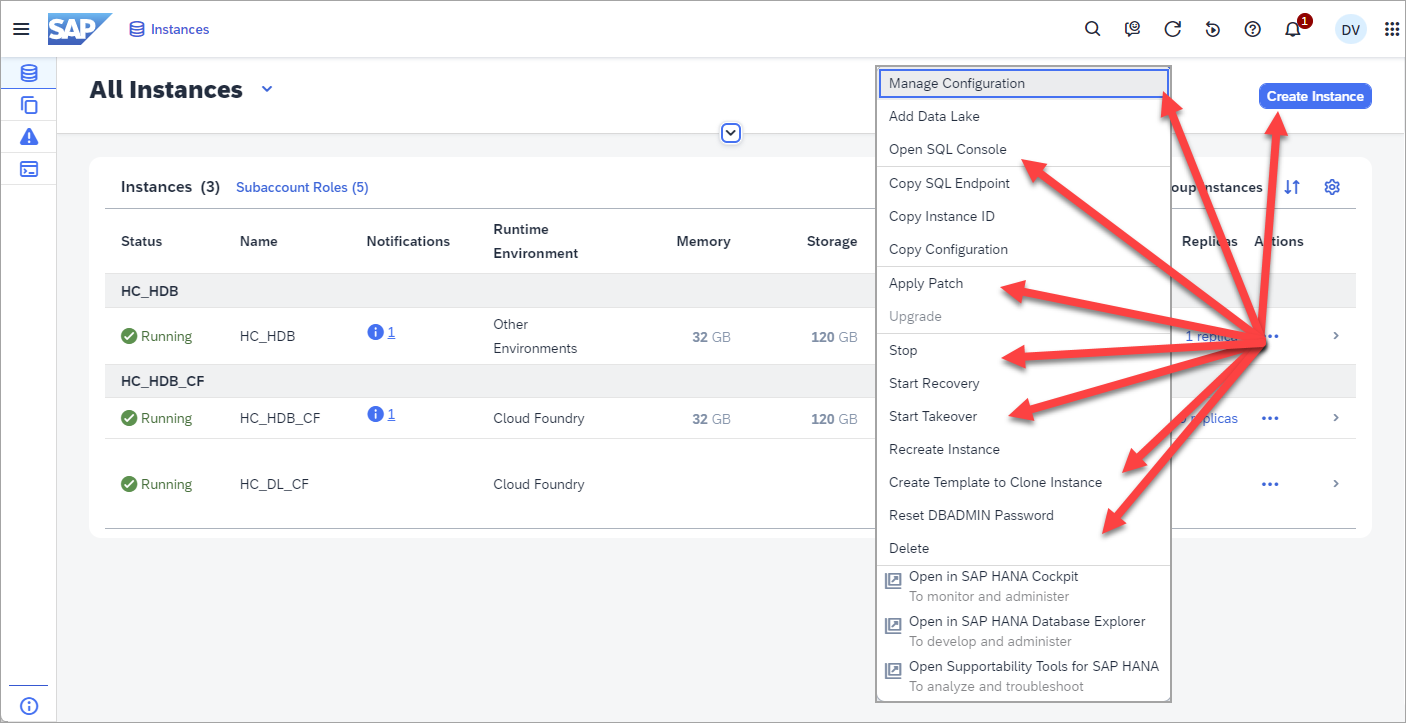 SAP
Instances
1
DV
All Instances
Create Instance
Instances (3)
Subaccount Roles (5)
Instances
Status
Name
Notifications
Runtime
Environment
Memory
Storage
Replicas
Actions
HC_HDB
Running
HC_HDB
1
Other
Environments
32 GB
120 GB
1 replica
HC_HDB_CF
Running
HC_HDB_CF
1
Cloud Foundry
32 GB
120 GB
replicas
Running
HC_DL_CF
Cloud Foundry
Manage Configuration
Add Data Lake
Open SQL Console
Copy SQL Endpoint
Copy Instance ID
Copy Configuration
Apply Patch
Upgrade
Stop
Start Recovery
Start Takeover
Recreate Instance
Create Template to Clone Instance
Reset DBADMIN Password
Delete
Open in SAP HANA Cockpit
To monitor and administer
Open in SAP HANA Database Explorer
To develop and administer
Open Supportability Tools for SAP HANA
To analyze and troubleshoot